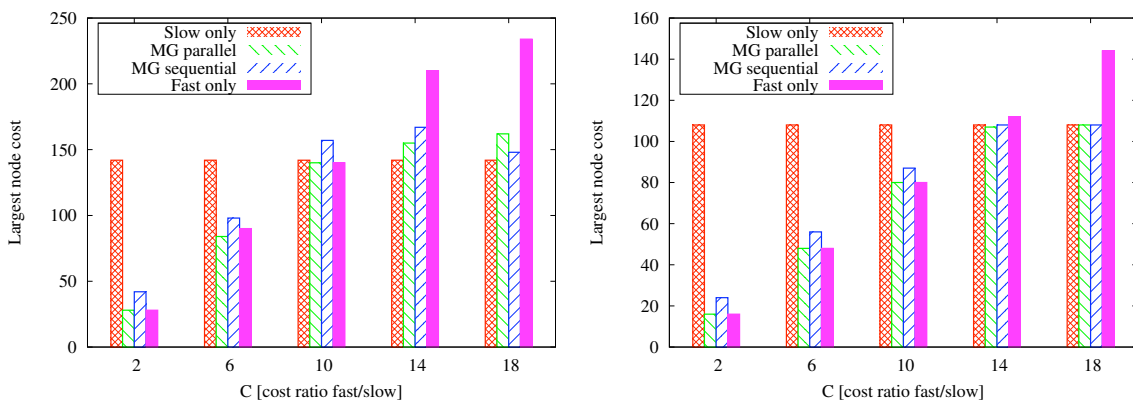 250
200
150
100
50
0
Largest node cost
Slow only
MG parallel
MG sequential
Fast only
2 6 10 14 18
C [cost ratio fast/slow]
160
140
120
100
80
60
40
20
0
Largest node cost
Slow only
MG parallel
MG sequential
Fast only
2 6 10 14 18
C [cost ratio fast/slow]